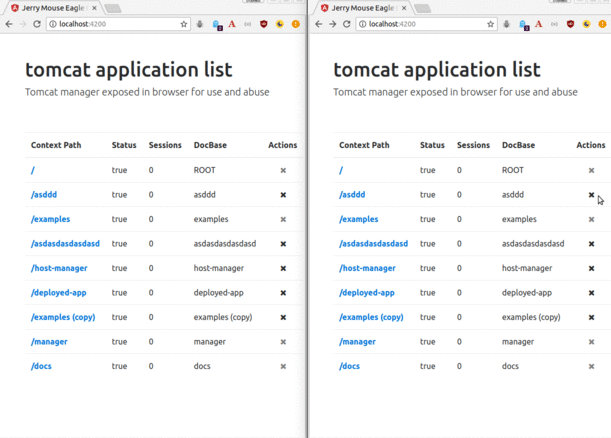 Jerry Mouse Eagle
localhost:4200
2
tomcat application list
Tomcat manager exposed in browser for use and abuse
Context Path Status Sessions DocBase Actions
/ true 0 ROOT
/asddd true 0 asddd
/examples true 0 examples
/asdasdasdasdasd true 0 asdasdasdasdasd
/host-manager true 0 host-manager
/deployed-app true 0 deployed-app
/examples (copy) true 0 examples (copy)
/manager true 0 manager
/docs true 0 docs
Jerry Mouse Eagle
localhost:4200
2
tomcat application list
Tomcat manager exposed in browser for use and abuse
Context Path Status Sessions DocBase Actions
/ true 0 ROOT
/asddd true 0 asddd
/examples true 0 examples
/asdasdasdasdasd true 0 asdasdasdasdasd
/host-manager true 0 host-manager
/deployed-app true 0 deployed-app
/examples (copy) true 0 examples (copy)
/manager true 0 manager
/docs true 0 docs